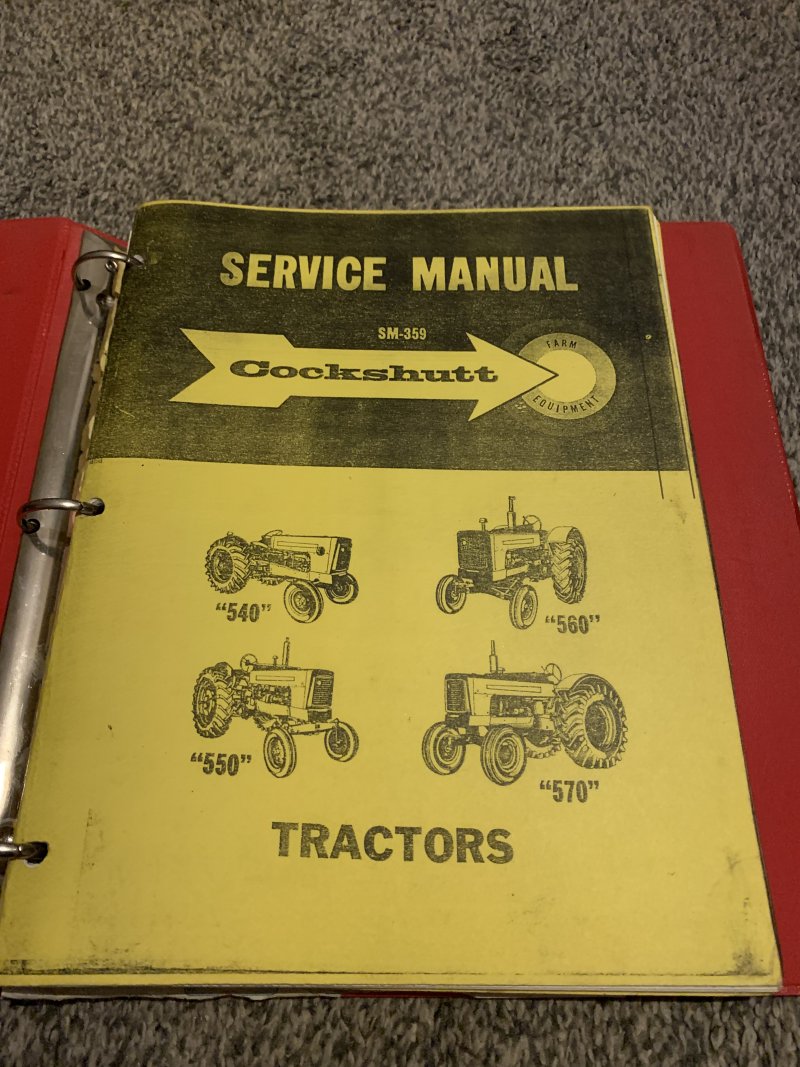 SERVICE MANUAL
SM-359
Cockshutt
FARM
EQUIPMENT
"540"
"560"
"550"
"570"
TRACTORS